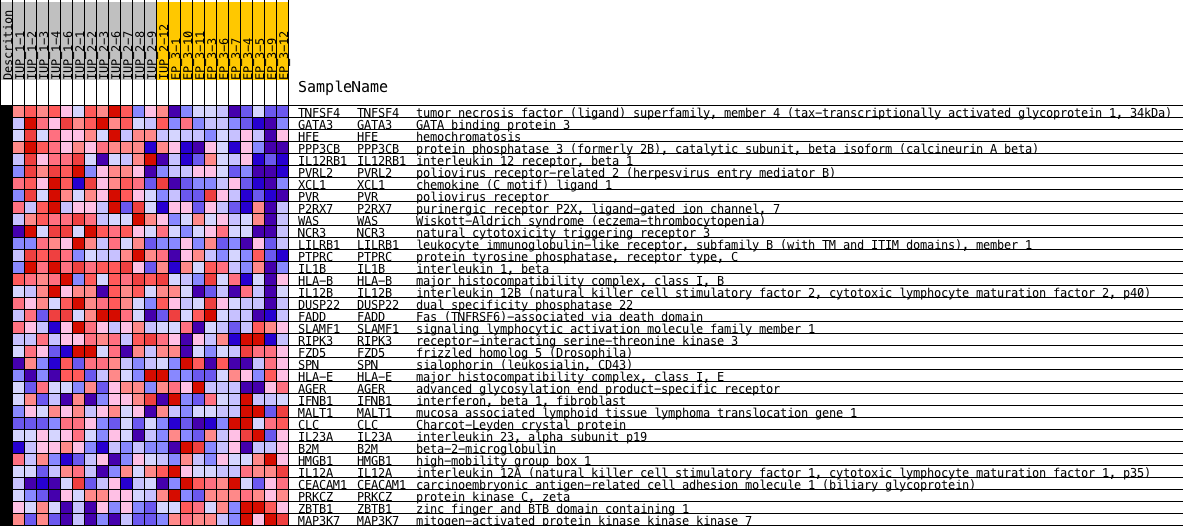 Descrition
IUP_1-1
IUP_1-2
IUP_1-3
IUP_1-4
IUP_1-6
IUP_2-1
IUP_2-2
IUP_2-3
IUP_2-6
IUP_2-7
IUP_2-8
IUP_2-9
IUP_2-12
EP_3-1
EP_3-10
EP_3-11
EP_3-3
EP_3-6
EP_3-7
EP_3-4
EP_3-5
EP_3-9
EP_3-12
SampleName
TNFSF4 TNFSF4 tumor necrosis factor (ligand) superfamily, member 4 (tax-transcriptionally activated glycoprotein 1, 34kDa)
GATA3 GATA3 GATA binding protein 3
HFE HFE hemochromatosis
PPP3CB PPP3CB protein phosphatase 3 (formerly 2B), catalytic subunit, beta isoform (calcineurin A beta)
IL12RB1 IL12RB1 interleukin 12 receptor, beta 1
PVRL2 PVRL2 poliovirus receptor-related 2 (herpesvirus entry mediator B)
XCL1 XCL1 chemokine (C motif) ligand 1
PVR PVR poliovirus receptor
P2RX7 P2RX7 purinergic receptor P2X, ligand-gated ion channel, 7
WAS WAS Wiskott-Aldrich syndrome (eczema-thrombocytopenia)
NCR3 NCR3 natural cytotoxicity triggering receptor 3
LILRB1 LILRB1 leukocyte immunoglobulin-like receptor, subfamily B (with TM and ITIM domains), member 1
PTPRC PTPRC protein tyrosine phosphatase, receptor type, C
IL1B IL1B interleukin 1, beta
HLA-B HLA-B major histocompatibility complex, class I, B
IL12B IL12B interleukin 12B (natural killer cell stimulatory factor 2, cytotoxic lymphocyte maturation factor 2, p40)
DUSP22 DUSP22 dual specificity phosphatase 22
FADD FADD Fas (TNFRSF6)-associated via death domain
SLAMF1 SLAMF1 signaling lymphocytic activation molecule family member 1
RIPK3 RIPK3 receptor-interacting serine-threonine kinase 3
FZD5 FZD5 frizzled homolog 5 (Drosophila)
SPN SPN sialophorin (leukosialin, CD43)
HLA-E HLA-E major histocompatibility complex, class I, E
AGER AGER advanced glycosylation end product-specific receptor
IFNB1 IFNB1 interferon, beta 1, fibroblast
MALT1 MALT1 mucosa associated lymphoid tissue lymphoma translocation gene 1
CLC CLC Charcot-Leyden crystal protein
IL23A IL23A interleukin 23, alpha subunit p19
B2M B2M beta-2-microglobulin
HMGB1 HMGB1 high-mobility group box 1
IL12A IL12A interleukin 12A (natural killer cell stimulatory factor 1, cytotoxic lymphocyte maturation factor 1, p35)
CEACAM1 CEACAM1 carcinoembryonic antigen-related cell adhesion molecule 1 (biliary glycoprotein)
PRKCZ PRKCZ protein kinase C, zeta
ZBTB1 ZBTB1 zinc finger and BTB domain containing 1
MAP3K7 MAP3K7 mitogen-activated protein kinase kinase kinase 7